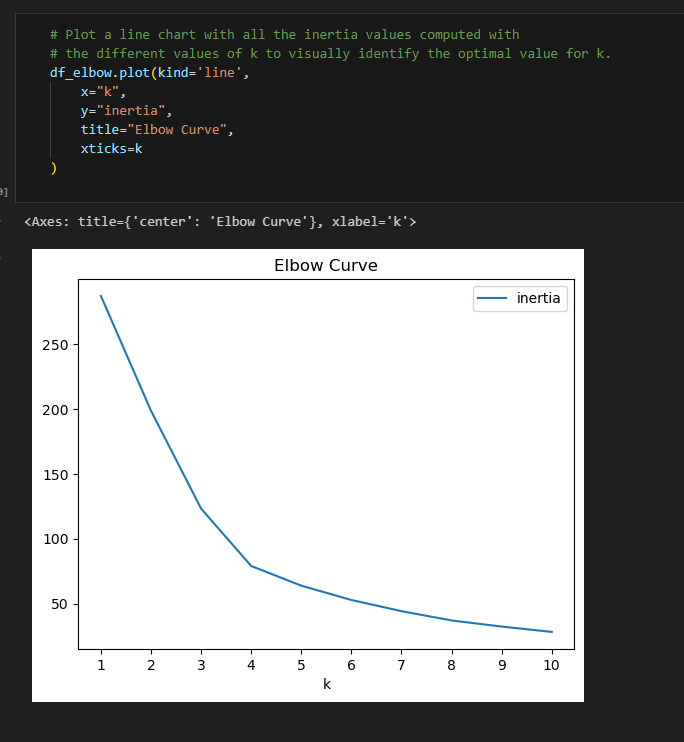 # Plot a line chart with all the inertia values computed with
# the different values of k to visually identify the optimal value for k.
df_elbow.plot(kind='line',
    x="k",
    y="inertia",
    title="Elbow Curve",
    xticks=k
)
<Axes: title={'center': 'Elbow Curve'}, xlabel='k'>
Elbow Curve
inertia
250
200
150
100
50
1 2 3 4 5 6 7 8 9 10
k